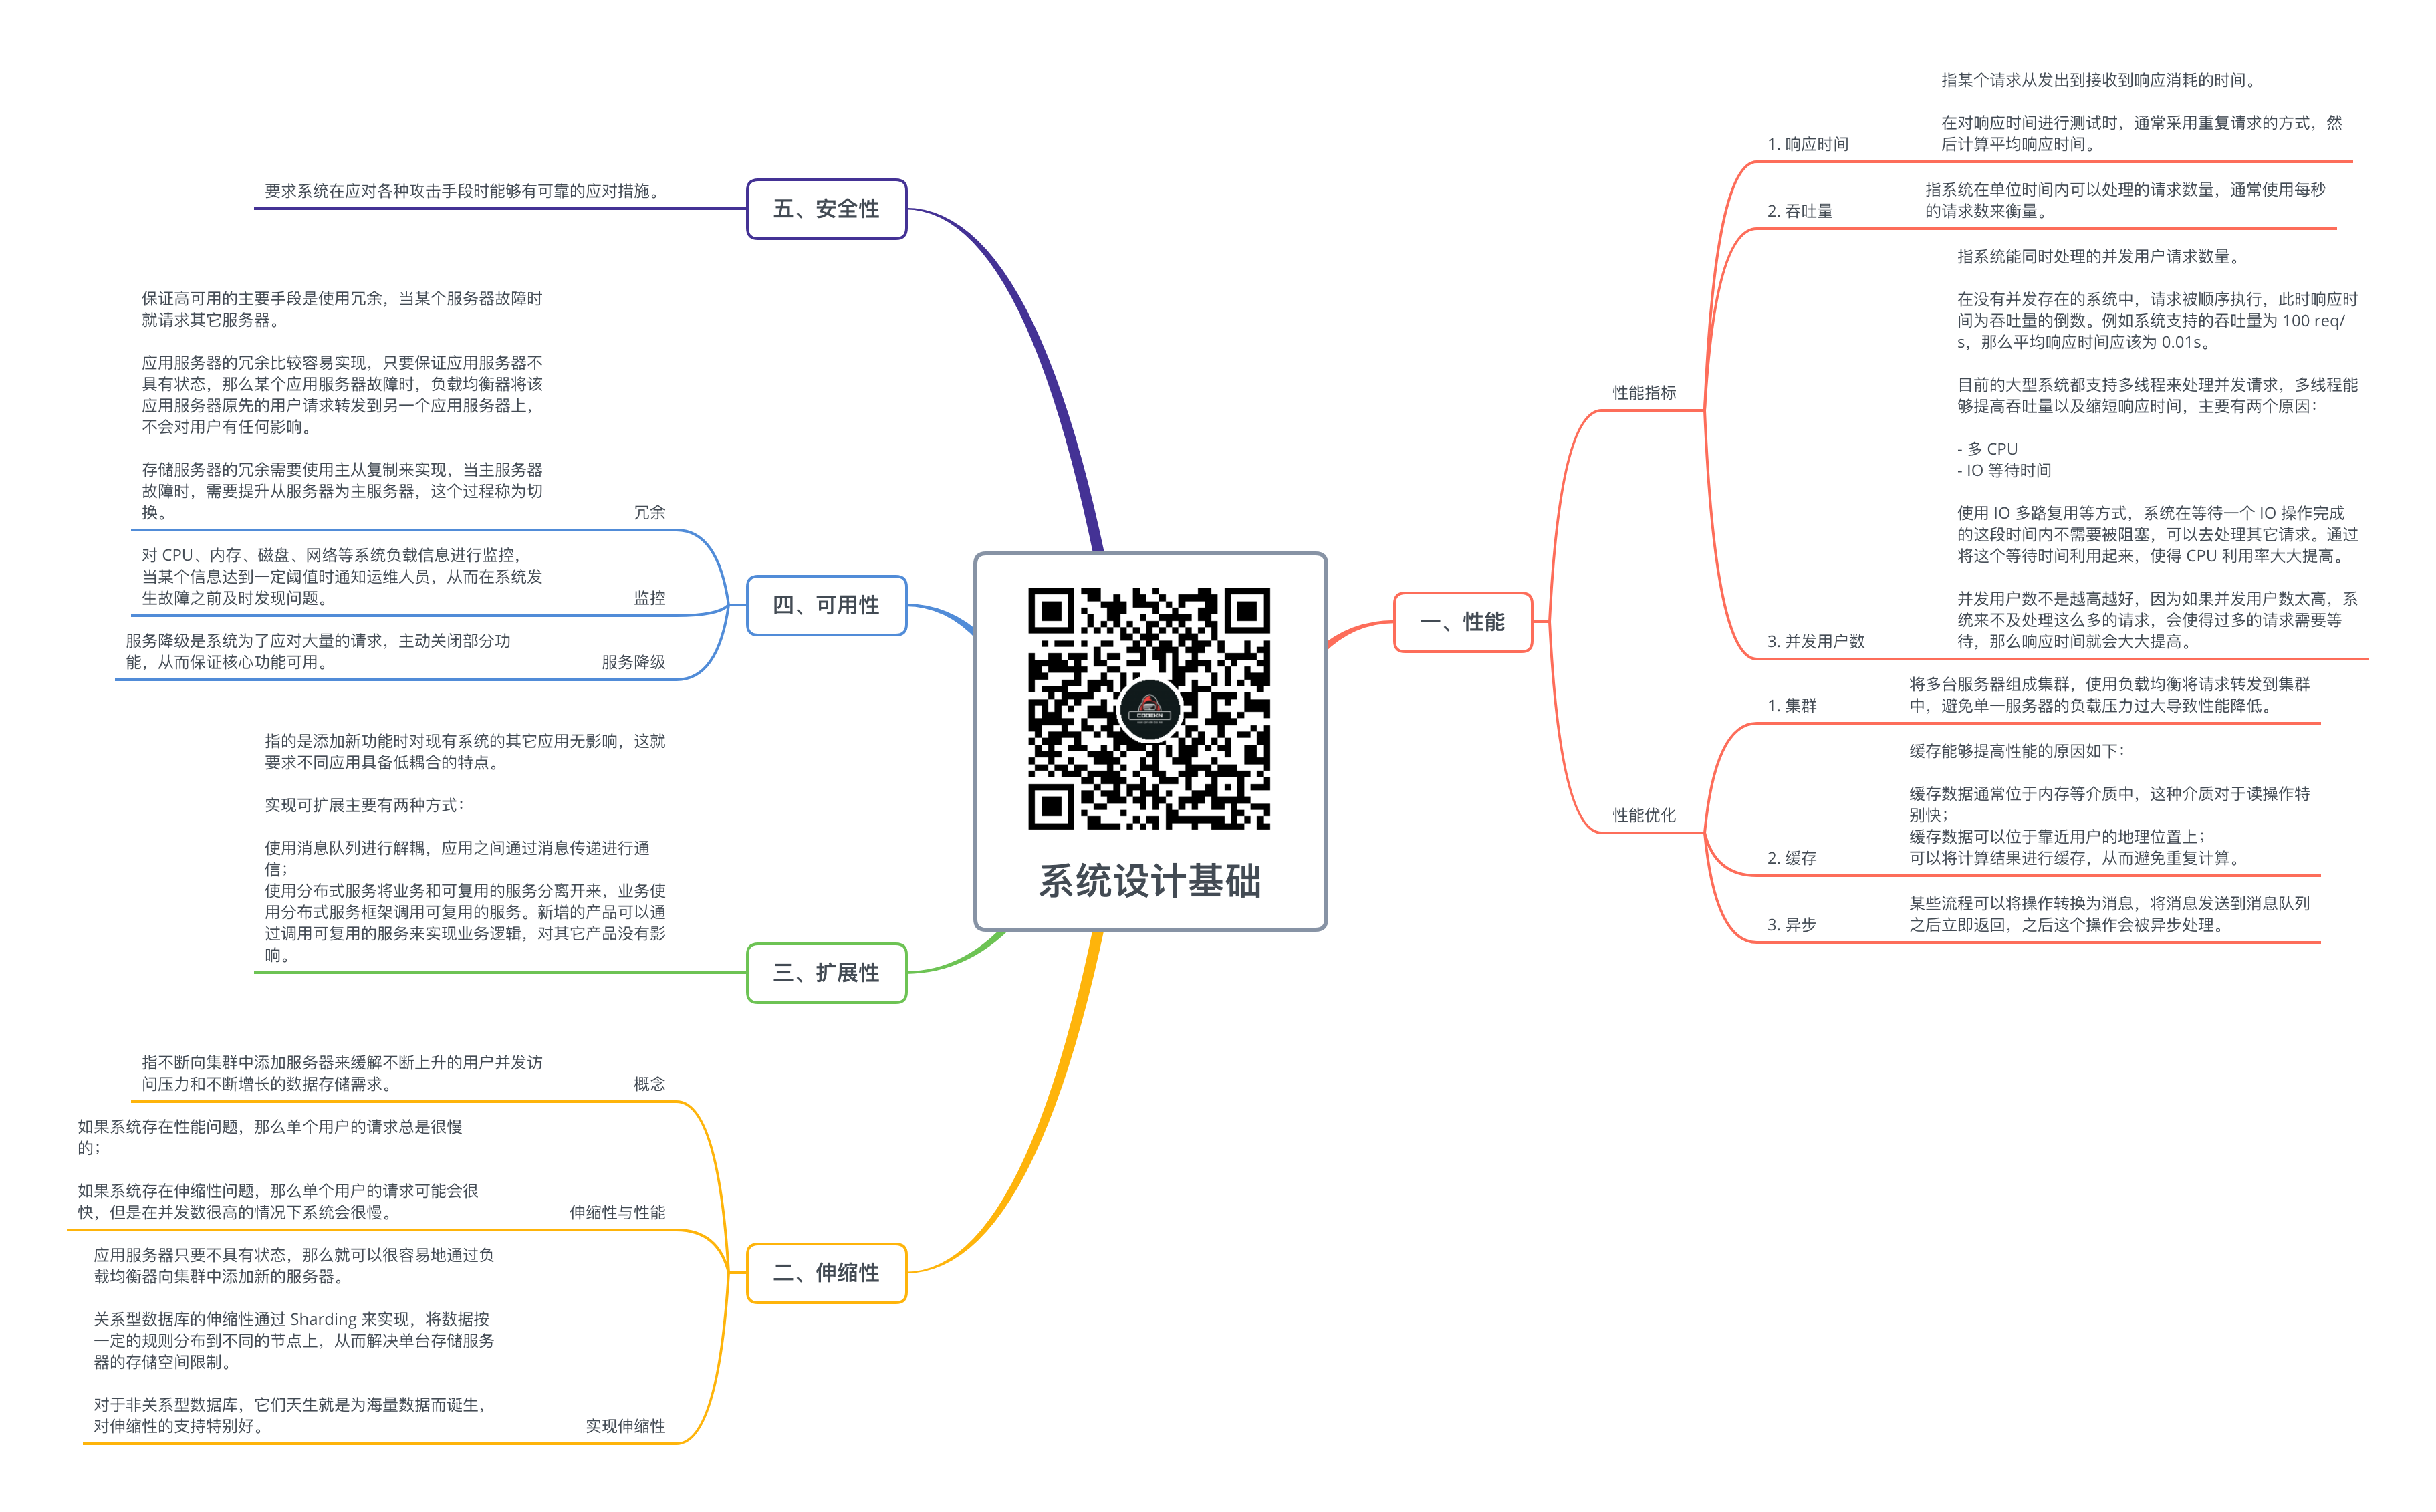 系统设计基础
一、性能
性能指标
1. 响应时间
指某个请求从发出到接收到响应消耗的时间。
在对响应时间进行测试时，通常采用重复请求的方式，然
后计算平均响应时间。
2. 吞吐量
指系统在单位时间内可以处理的请求数量，通常使用每秒
的请求数来衡量。
3. 并发用户数
指系统能同时处理的并发用户请求数量。
在没有并发存在的系统中，请求被顺序执行，此时响应时
间为吞吐量的倒数。例如系统支持的吞吐量为 100 req/
s，那么平均响应时间应该为 0.01s。
目前的大型系统都支持多线程来处理并发请求，多线程能
够提高吞吐量以及缩短响应时间，主要有两个原因：
- 多 CPU
- IO 等待时间
使用 IO 多路复用等方式，系统在等待一个 IO 操作完成
的这段时间内不需要被阻塞，可以去处理其它请求。通过
将这个等待时间利用起来，使得 CPU 利用率大大提高。
并发用户数不是越高越好，因为如果并发用户数太高，系
统来不及处理这么多的请求，会使得过多的请求需要等
待，那么响应时间就会大大提高。
性能优化
1. 集群
将多台服务器组成集群，使用负载均衡将请求转发到集群
中，避免单一服务器的负载压力过大导致性能降低。
2. 缓存
缓存能够提高性能的原因如下：
缓存数据通常位于内存等介质中，这种介质对于读操作特
别快；
缓存数据可以位于靠近用户的地理位置上；
可以将计算结果进行缓存，从而避免重复计算。
3. 异步
某些流程可以将操作转换为消息，将消息发送到消息队列
之后立即返回，之后这个操作会被异步处理。
二、伸缩性
概念
指不断向集群中添加服务器来缓解不断上升的用户并发访
问压力和不断增长的数据存储需求。
伸缩性与性能
如果系统存在性能问题，那么单个用户的请求总是很慢
的；
如果系统存在伸缩性问题，那么单个用户的请求可能会很
快，但是在并发数很高的情况下系统会很慢。
实现伸缩性
应用服务器只要不具有状态，那么就可以很容易地通过负
载均衡器向集群中添加新的服务器。
关系型数据库的伸缩性通过 Sharding 来实现，将数据按
一定的规则分布到不同的节点上，从而解决单台存储服务
器的存储空间限制。
对于非关系型数据库，它们天生就是为海量数据而诞生，
对伸缩性的支持特别好。
三、扩展性
指的是添加新功能时对现有系统的其它应用无影响，这就
要求不同应用具备低耦合的特点。
实现可扩展主要有两种方式：
使用消息队列进行解耦，应用之间通过消息传递进行通
信；
使用分布式服务将业务和可复用的服务分离开来，业务使
用分布式服务框架调用可复用的服务。新增的产品可以通
过调用可复用的服务来实现业务逻辑，对其它产品没有影
响。
四、可用性
冗余
保证高可用的主要手段是使用冗余，当某个服务器故障时
就请求其它服务器。
应用服务器的冗余比较容易实现，只要保证应用服务器不
具有状态，那么某个应用服务器故障时，负载均衡器将该
应用服务器原先的用户请求转发到另一个应用服务器上，
不会对用户有任何影响。
存储服务器的冗余需要使用主从复制来实现，当主服务器
故障时，需要提升从服务器为主服务器，这个过程称为切
换。
监控
对 CPU、内存、磁盘、网络等系统负载信息进行监控，
当某个信息达到一定阈值时通知运维人员，从而在系统发
生故障之前及时发现问题。
服务降级
服务降级是系统为了应对大量的请求，主动关闭部分功
能，从而保证核心功能可用。
五、安全性
要求系统在应对各种攻击手段时能够有可靠的应对措施。